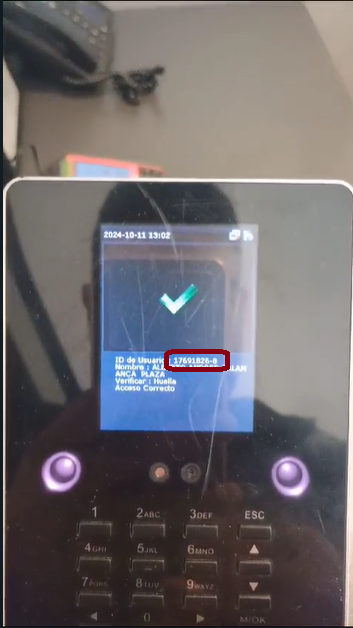 2024-10-11 13:02
ID de Usuario : 17691826-8
Nombre :
ANCA PLAZA
Verificar : Huella
Acceso Correcto
1 2ABC 3DEF ESC
4GHI 5JKL 6MNO ▲
7PQRS 8TUV 9WXYZ ▼
◀ 0 ▶ M/OK